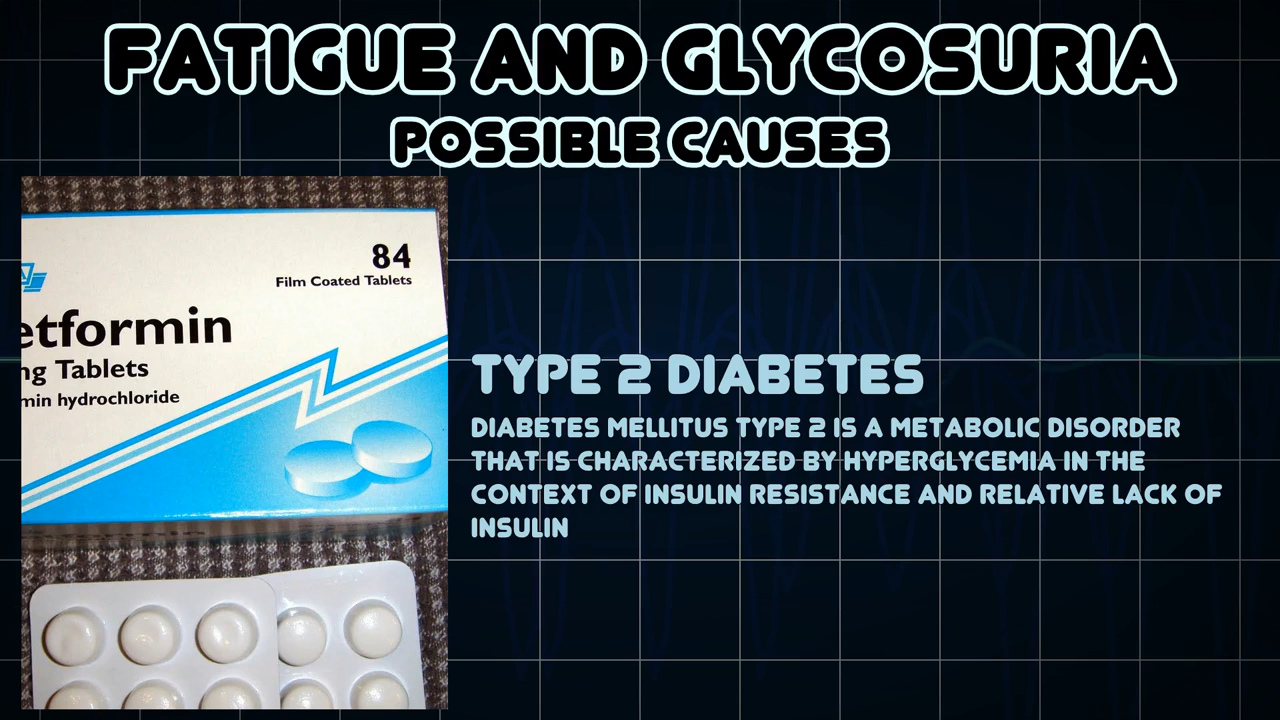 FATIGUE AND GLYCOSURIA
POSSIBLE CAUSES
84
Film Coated Tablets
etformin
ng Tablets
min hydrochloride
TYPE 2 DIABETES
DIABETES MELLITUS TYPE 2 IS A METABOLIC DISORDER
THAT IS CHARACTERIZED BY HYPERGLYCEMIA IN THE
CONTEXT OF INSULIN RESISTANCE AND RELATIVE LACK OF
INSULIN